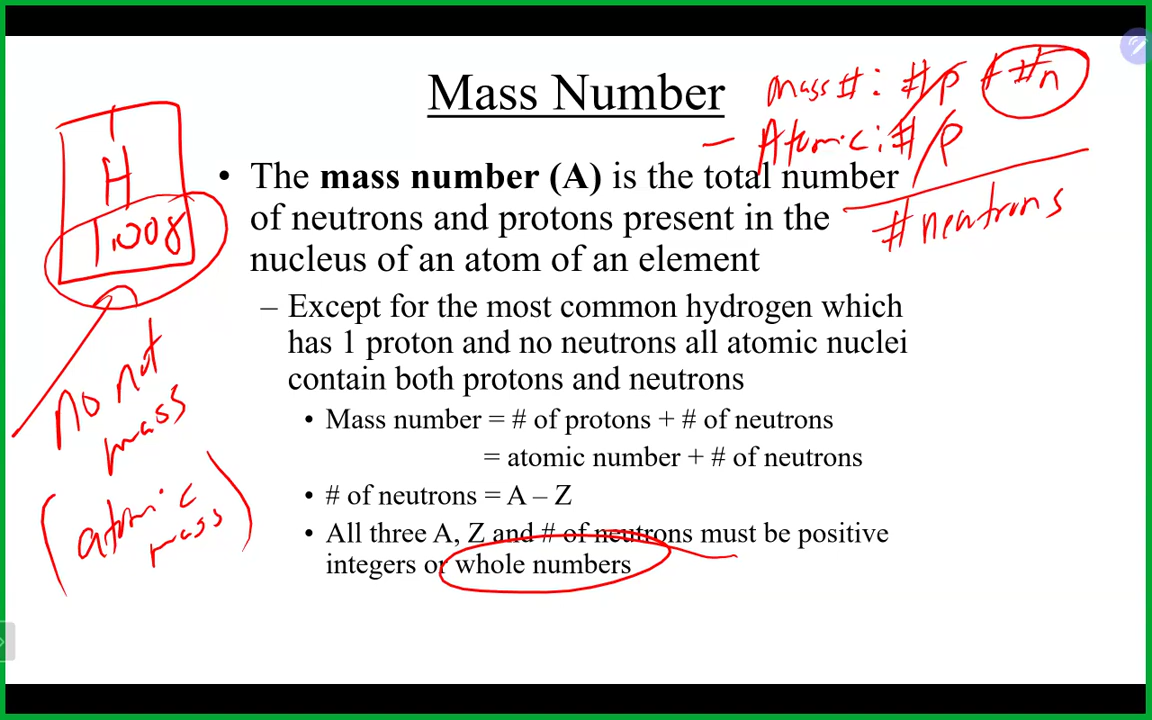 Mass Number
mass #: #p + #n
- Atomic: #p
# neutrons
H
1.008
no not
mass
(atomic
mass)
• The mass number (A) is the total number
of neutrons and protons present in the
nucleus of an atom of an element
– Except for the most common hydrogen which
has 1 proton and no neutrons all atomic nuclei
contain both protons and neutrons
• Mass number = # of protons + # of neutrons
= atomic number + # of neutrons
• # of neutrons = A – Z
• All three A, Z and # of neutrons must be positive
integers or whole numbers